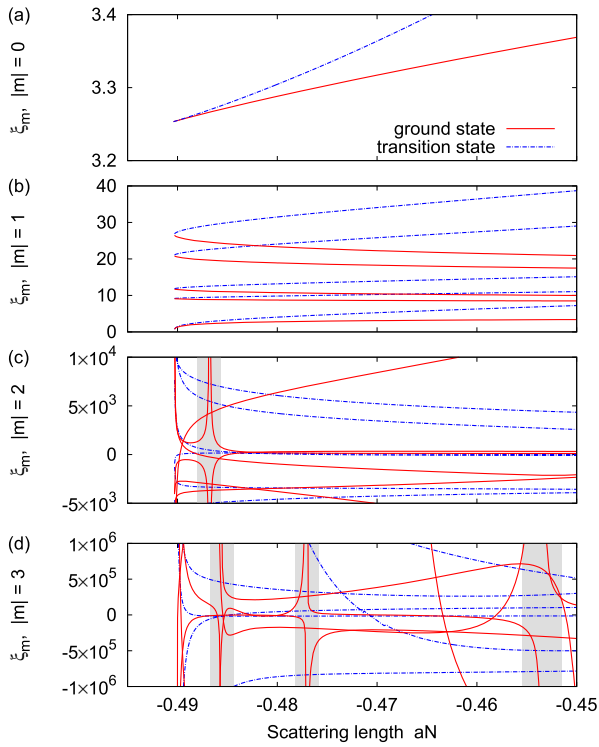 (a)
ξm, |m| = 0
3.4
3.3
3.2
ground state
transition state
(b)
ξm, |m| = 1
40
30
20
10
0
(c)
ξm, |m| = 2
1×10⁴
5×10³
0
-5×10³
(d)
ξm, |m| = 3
1×10⁶
5×10⁵
0
-5×10⁵
-1×10⁶
-0.49 -0.48 -0.47 -0.46 -0.45
Scattering length aN